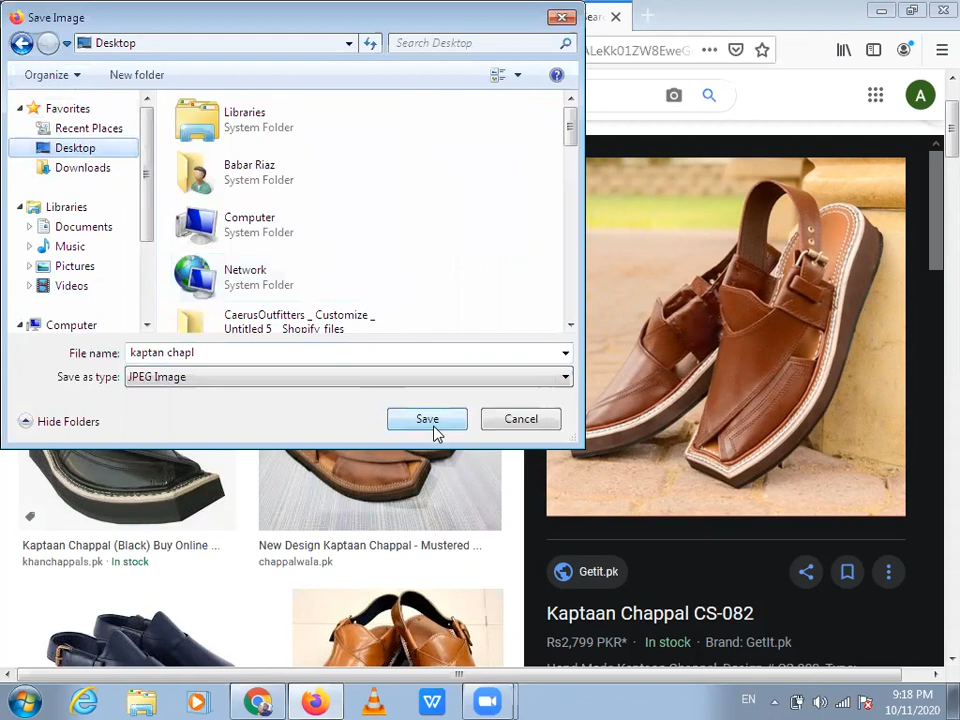 Save Image
Desktop
Search Desktop
Organize
New folder
Favorites
Recent Places
Desktop
Downloads
Libraries
Documents
Music
Pictures
Videos
Computer
Libraries
System Folder
Babar Riaz
System Folder
Computer
System Folder
Network
System Folder
CaerusOutfitters _ Customize _
Untitled 5 _ Shopify_files
File name: kaptan chapl
Save as type: JPEG Image
Hide Folders
Save
Cancel
ALeKk01ZW8EweG
A
Kaptaan Chappal (Black) Buy Online ...
khanchappals.pk · In stock
New Design Kaptaan Chappal - Mustered ...
chappalwala.pk
Getit.pk
Kaptaan Chappal CS-082
Rs2,799 PKR* · In stock · Brand: GetIt.pk
EN
9:18 PM
10/11/2020